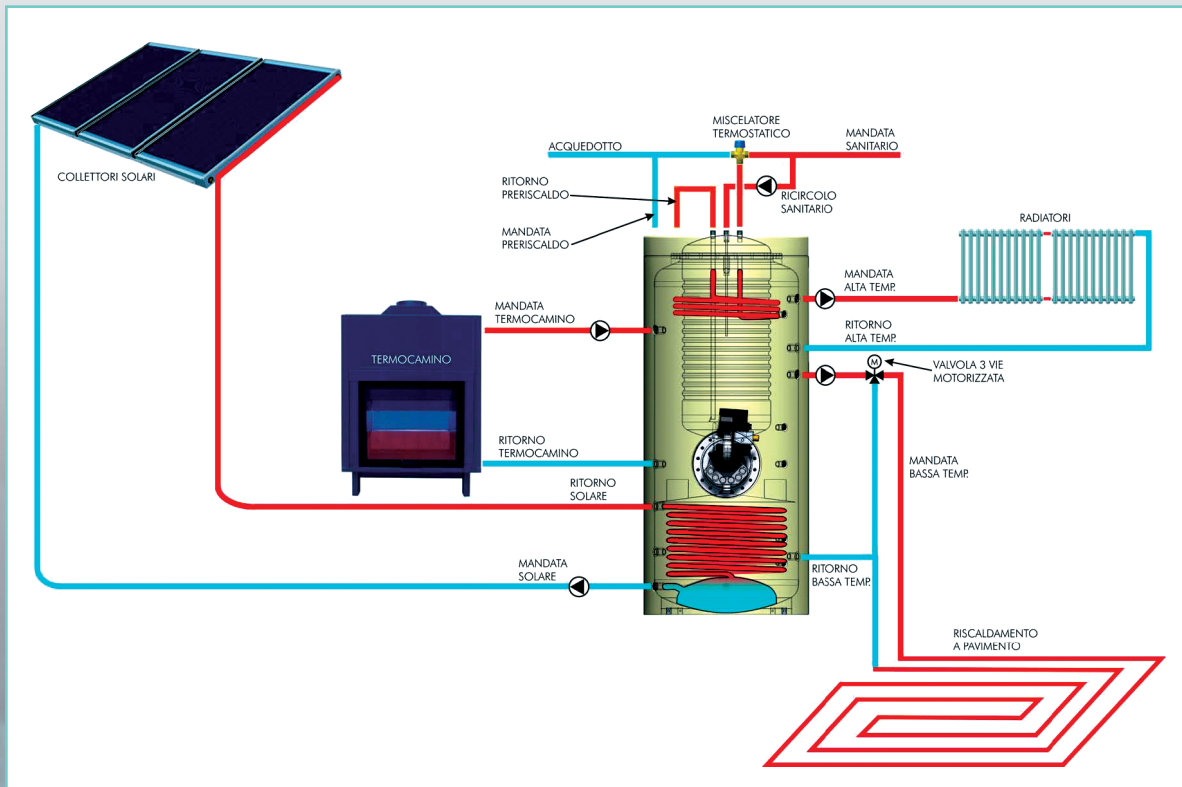 COLLETTORI SOLARI
ACQUEDOTTO
MISCELATORE
TERMOSTATICO
MANDATA
SANITARIO
RITORNO
PRERISCALDO
RICIRCOLO
SANITARIO
MANDATA
PRERISCALDO
RADIATORI
MANDATA
ALTA TEMP.
MANDATA
TERMOCAMINO
RITORNO
ALTA TEMP.
TERMOCAMINO
M
VALVOLA 3 VIE
MOTORIZZATA
RITORNO
TERMOCAMINO
MANDATA
BASSA TEMP.
RITORNO
SOLARE
MANDATA
SOLARE
RITORNO
BASSA TEMP.
RISCALDAMENTO
A PAVIMENTO